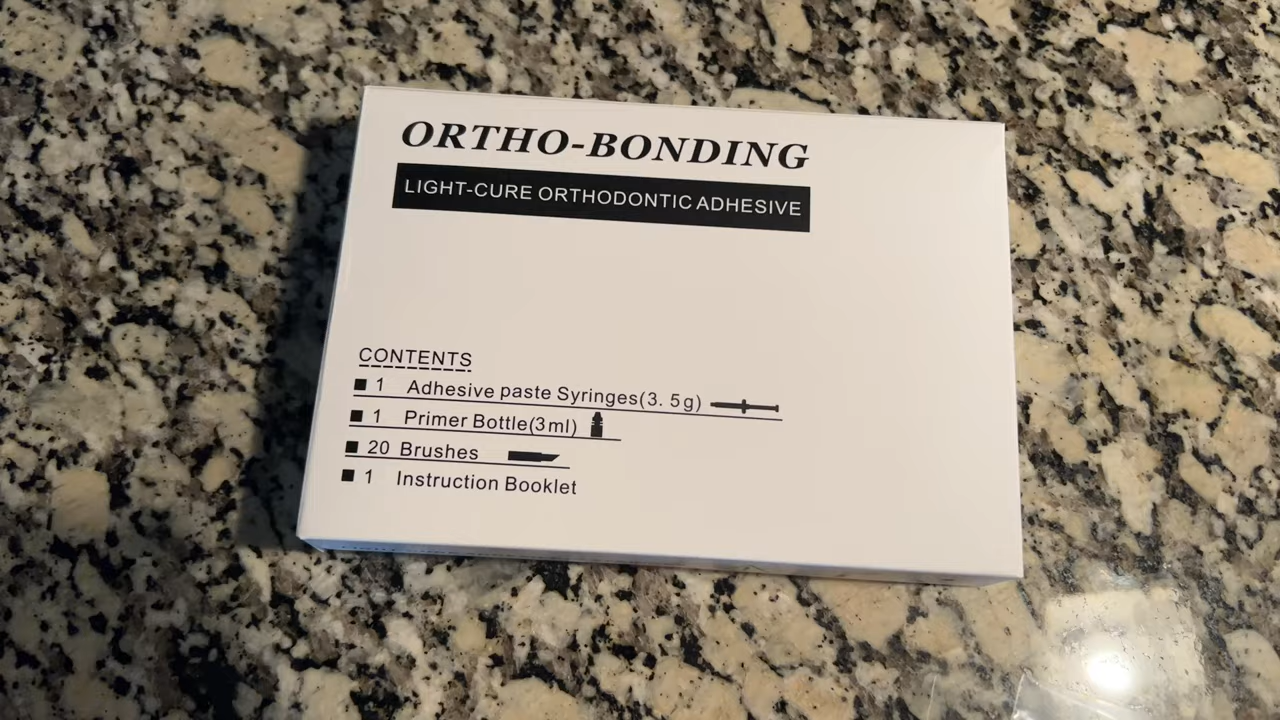 ORTHO-BONDING
LIGHT-CURE ORTHODONTIC ADHESIVE
CONTENTS
■ 1 Adhesive paste Syringes(3. 5g)
■ 1 Primer Bottle(3ml)
■ 20 Brushes
■ 1 Instruction Booklet